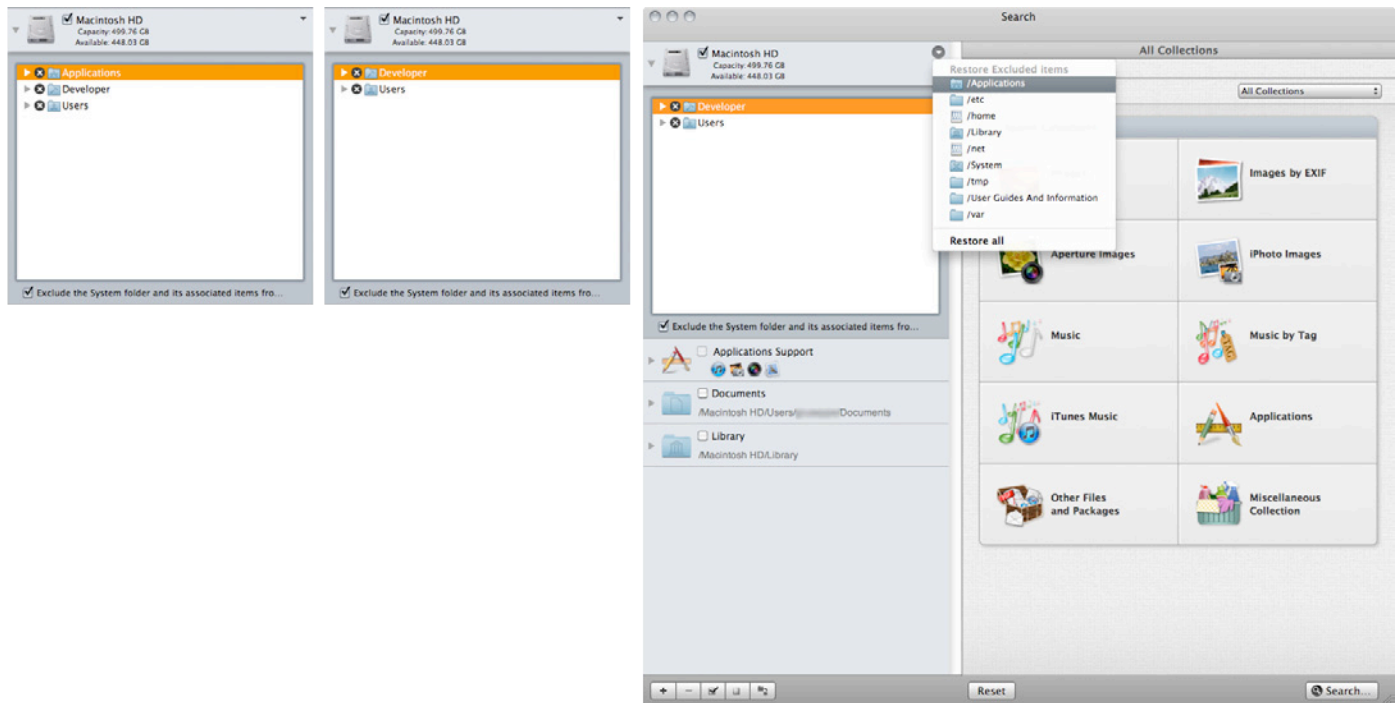 Macintosh HD
Capacity: 499.76 GB
Available: 448.03 GB
Applications
Developer
Users
Exclude the System folder and its associated items fro...
Macintosh HD
Capacity: 499.76 GB
Available: 448.03 GB
Developer
Users
Exclude the System folder and its associated items fro...
Search
Macintosh HD
Capacity: 499.76 GB
Available: 448.03 GB
Developer
Users
Exclude the System folder and its associated items fro...
Applications Support
Documents
/Macintosh HD/Users/ /Documents
Library
/Macintosh HD/Library
Restore Excluded items
/Applications
/etc
/home
/Library
/net
/System
/tmp
/User Guides And Information
/var
Restore all
All Collections
All Collections
Images by EXIF
Aperture Images
iPhoto Images
Music
Music by Tag
iTunes Music
Applications
Other Files
and Packages
Miscellaneous
Collection
Reset
Search...